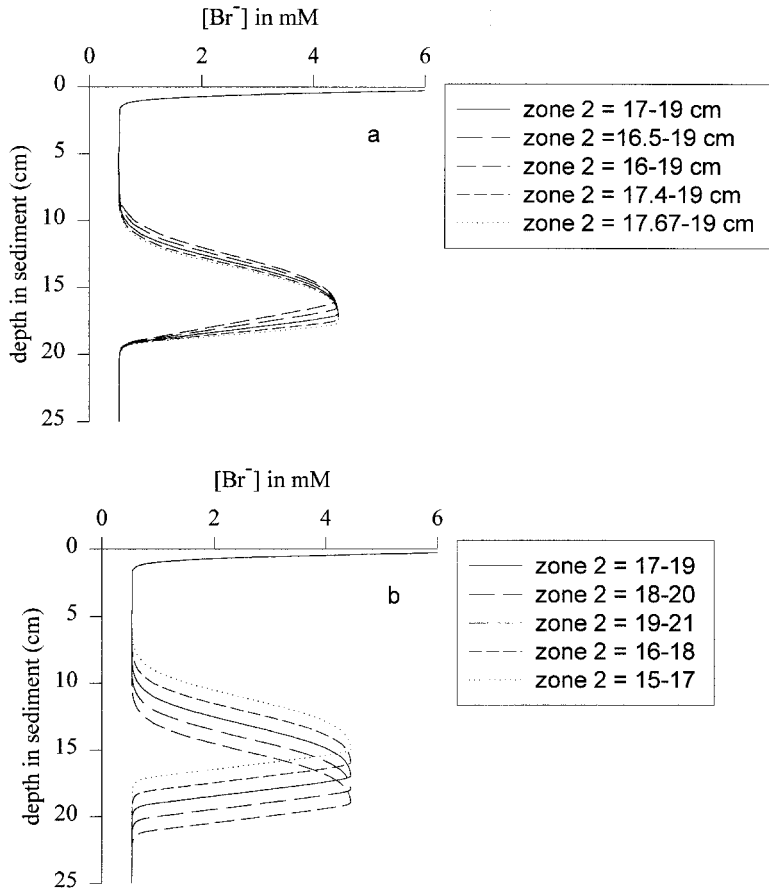 [Br⁻] in mM
0 2 4 6
0
5
10
15
20
25
depth in sediment (cm)
a
zone 2 = 17-19 cm
zone 2 =16.5-19 cm
zone 2 = 16-19 cm
zone 2 = 17.4-19 cm
zone 2 = 17.67-19 cm
[Br⁻] in mM
0 2 4 6
0
5
10
15
20
25
depth in sediment (cm)
b
zone 2 = 17-19
zone 2 = 18-20
zone 2 = 19-21
zone 2 = 16-18
zone 2 = 15-17